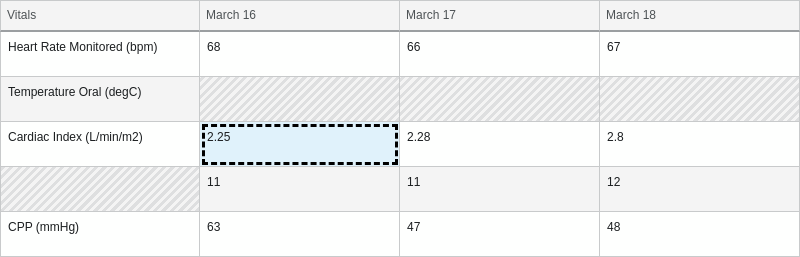 Vitals March 16 March 17 March 18
Heart Rate Monitored (bpm) 68 66 67
Temperature Oral (degC)
Cardiac Index (L/min/m2) 2.25 2.28 2.8
11 11 12
CPP (mmHg) 63 47 48